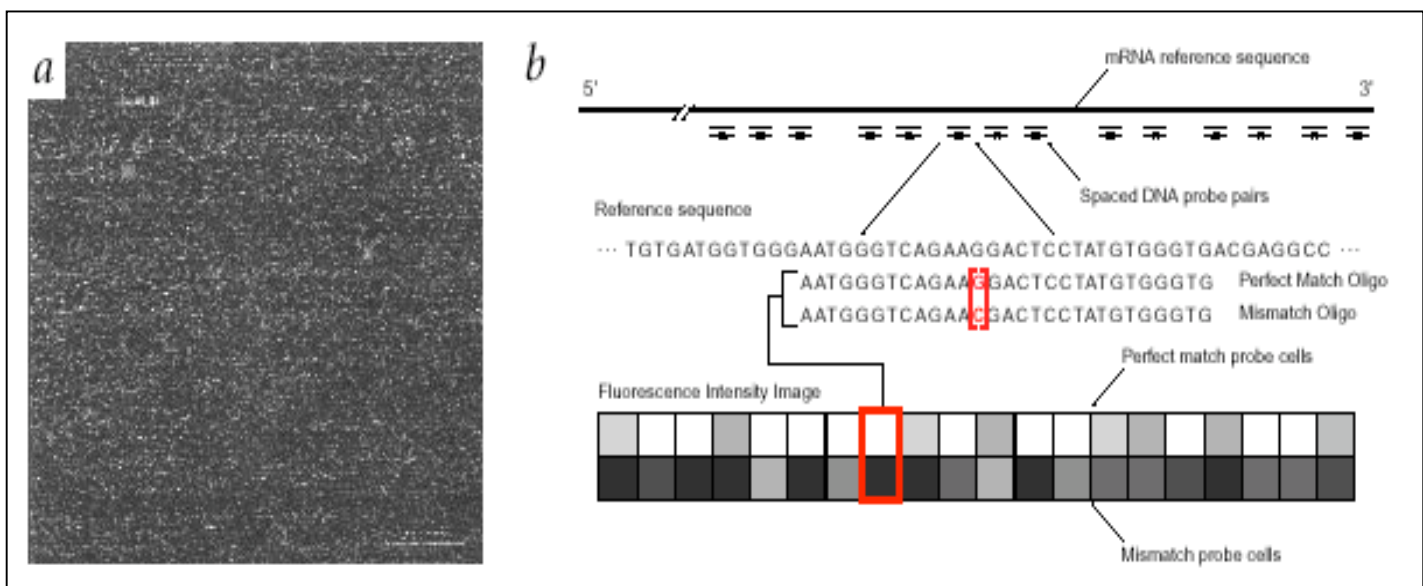 a
b
mRNA reference sequence
5'
3'
Spaced DNA probe pairs
Reference sequence
··· TGTGATGGTGGGAATGGGTCAGAAGGACTCCTATGTGGGTGACGAGGCC ···
AATGGGTCAGAAGGACTCCTATGTGGGTG Perfect Match Oligo
AATGGGTCAGAACGACTCCTATGTGGGTG Mismatch Oligo
Perfect match probe cells
Fluorescence Intensity Image
Mismatch probe cells